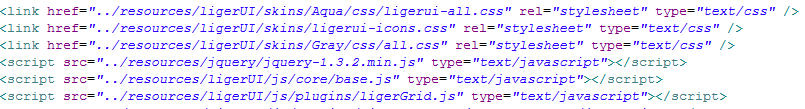 <link href="../resources/ligerUI/skins/Aqua/css/ligerui-all.css" rel="stylesheet" type="text/css" />
<link href="../resources/ligerUI/skins/ligerui-icons.css" rel="stylesheet" type="text/css" />
<link href="../resources/ligerUI/skins/Gray/css/all.css" rel="stylesheet" type="text/css" />
<script src="../resources/jquery/jquery-1.3.2.min.js" type="text/javascript"></script>
<script src="../resources/ligerUI/js/core/base.js" type="text/javascript"></script>
<script src="../resources/ligerUI/js/plugins/ligerGrid.js" type="text/javascript"></script>